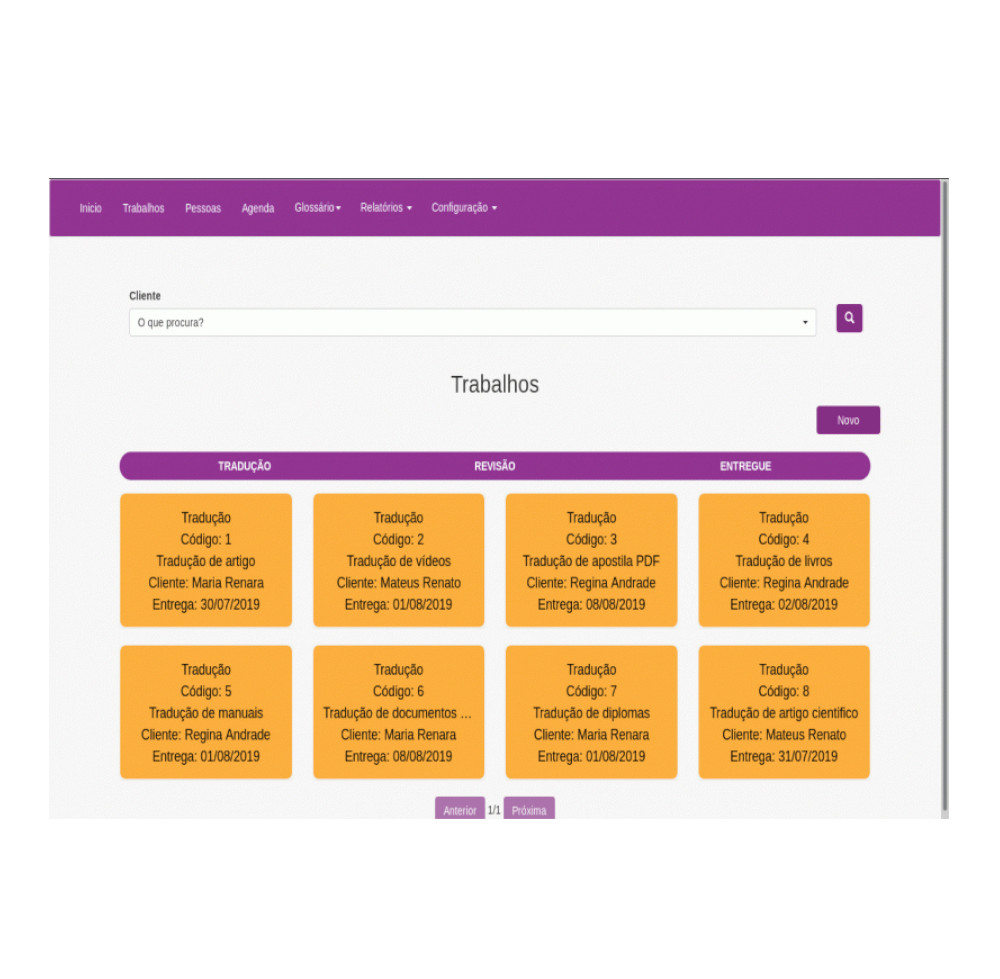 Inicio Trabalhos Pessoas Agenda Glossário Relatórios Configuração
Cliente
O que procura?
Trabalhos
Novo
TRADUÇÃO REVISÃO ENTREGUE
Tradução
Código: 1
Tradução de artigo
Cliente: Maria Renara
Entrega: 30/07/2019
Tradução
Código: 2
Tradução de vídeos
Cliente: Mateus Renato
Entrega: 01/08/2019
Tradução
Código: 3
Tradução de apostila PDF
Cliente: Regina Andrade
Entrega: 08/08/2019
Tradução
Código: 4
Tradução de livros
Cliente: Regina Andrade
Entrega: 02/08/2019
Tradução
Código: 5
Tradução de manuais
Cliente: Regina Andrade
Entrega: 01/08/2019
Tradução
Código: 6
Tradução de documentos ...
Cliente: Maria Renara
Entrega: 08/08/2019
Tradução
Código: 7
Tradução de diplomas
Cliente: Maria Renara
Entrega: 01/08/2019
Tradução
Código: 8
Tradução de artigo científico
Cliente: Mateus Renato
Entrega: 31/07/2019
Anterior 1/1 Próxima